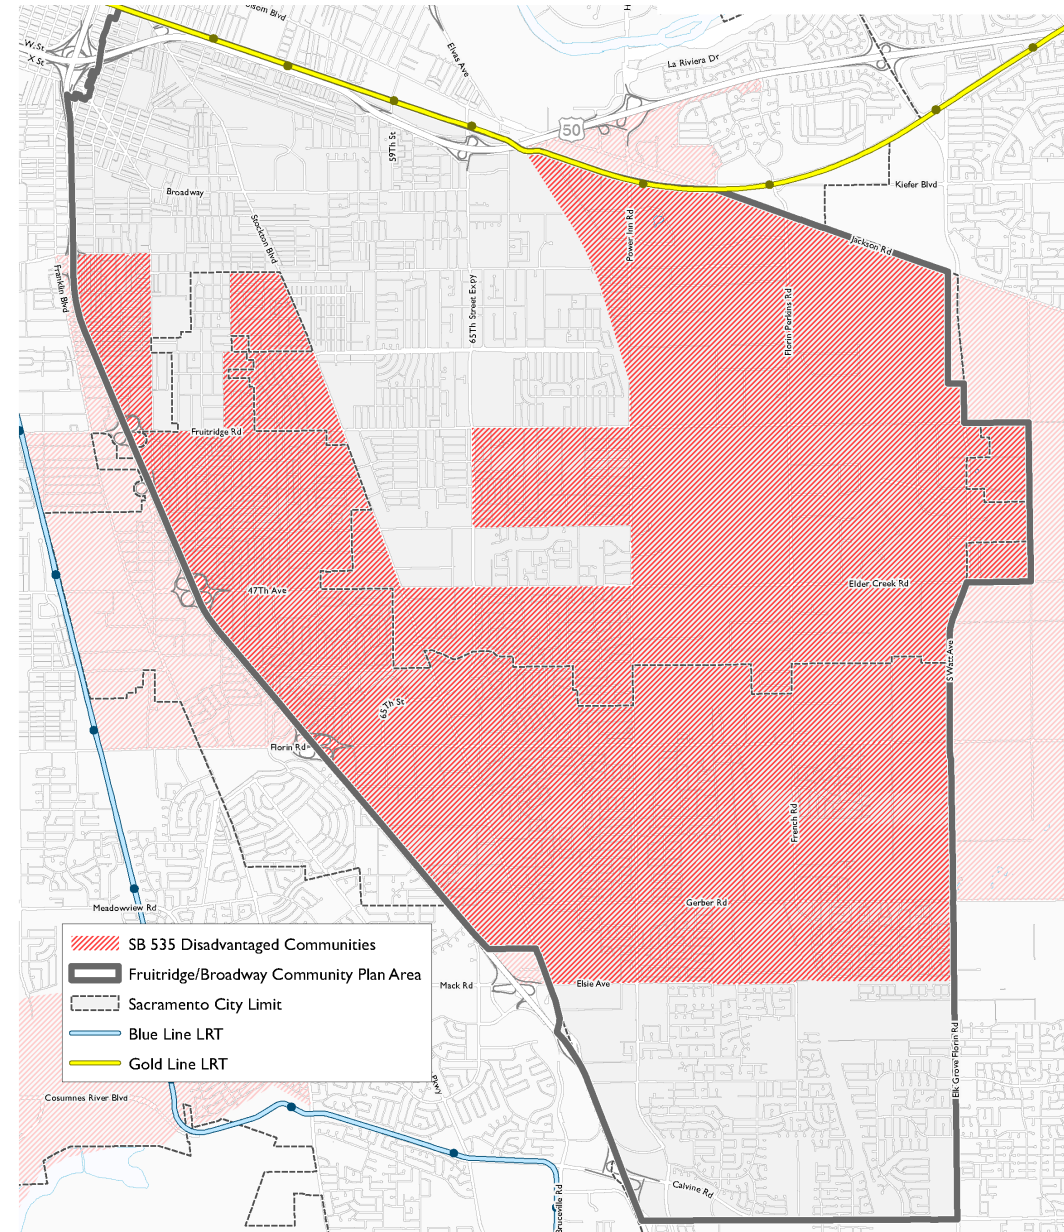 olsom Blvd
H
W St
X St
Elvas Ave
La Riviera Dr
50
59Th St
Broadway
Kiefer Blvd
Stockton Blvd
Power Inn Rd
Jackson Rd
Franklin Blvd
65Th Street Expy
Florin Perkins Rd
Fruitridge Rd
47Th Ave
Elder Creek Rd
S Watt Ave
65Th St
Florin Rd
French Rd
Meadowview Rd
Gerber Rd
SB 535 Disadvantaged Communities
Fruitridge/Broadway Community Plan Area
Sacramento City Limit
Blue Line LRT
Gold Line LRT
Mack Rd
Elsie Ave
Elk Grove Florin Rd
Cosumnes River Blvd
Pkwy
Calvine Rd
Bruceville Rd